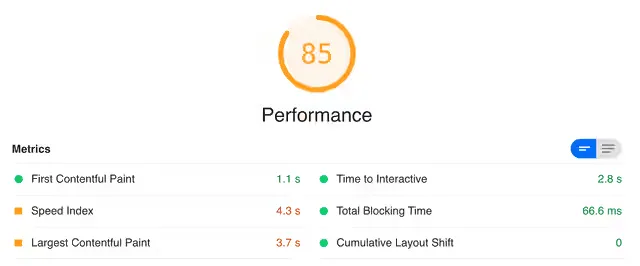 85
Performance
Metrics
First Contentful Paint 1.1 s
Time to Interactive 2.8 s
Speed Index 4.3 s
Total Blocking Time 66.6 ms
Largest Contentful Paint 3.7 s
Cumulative Layout Shift 0